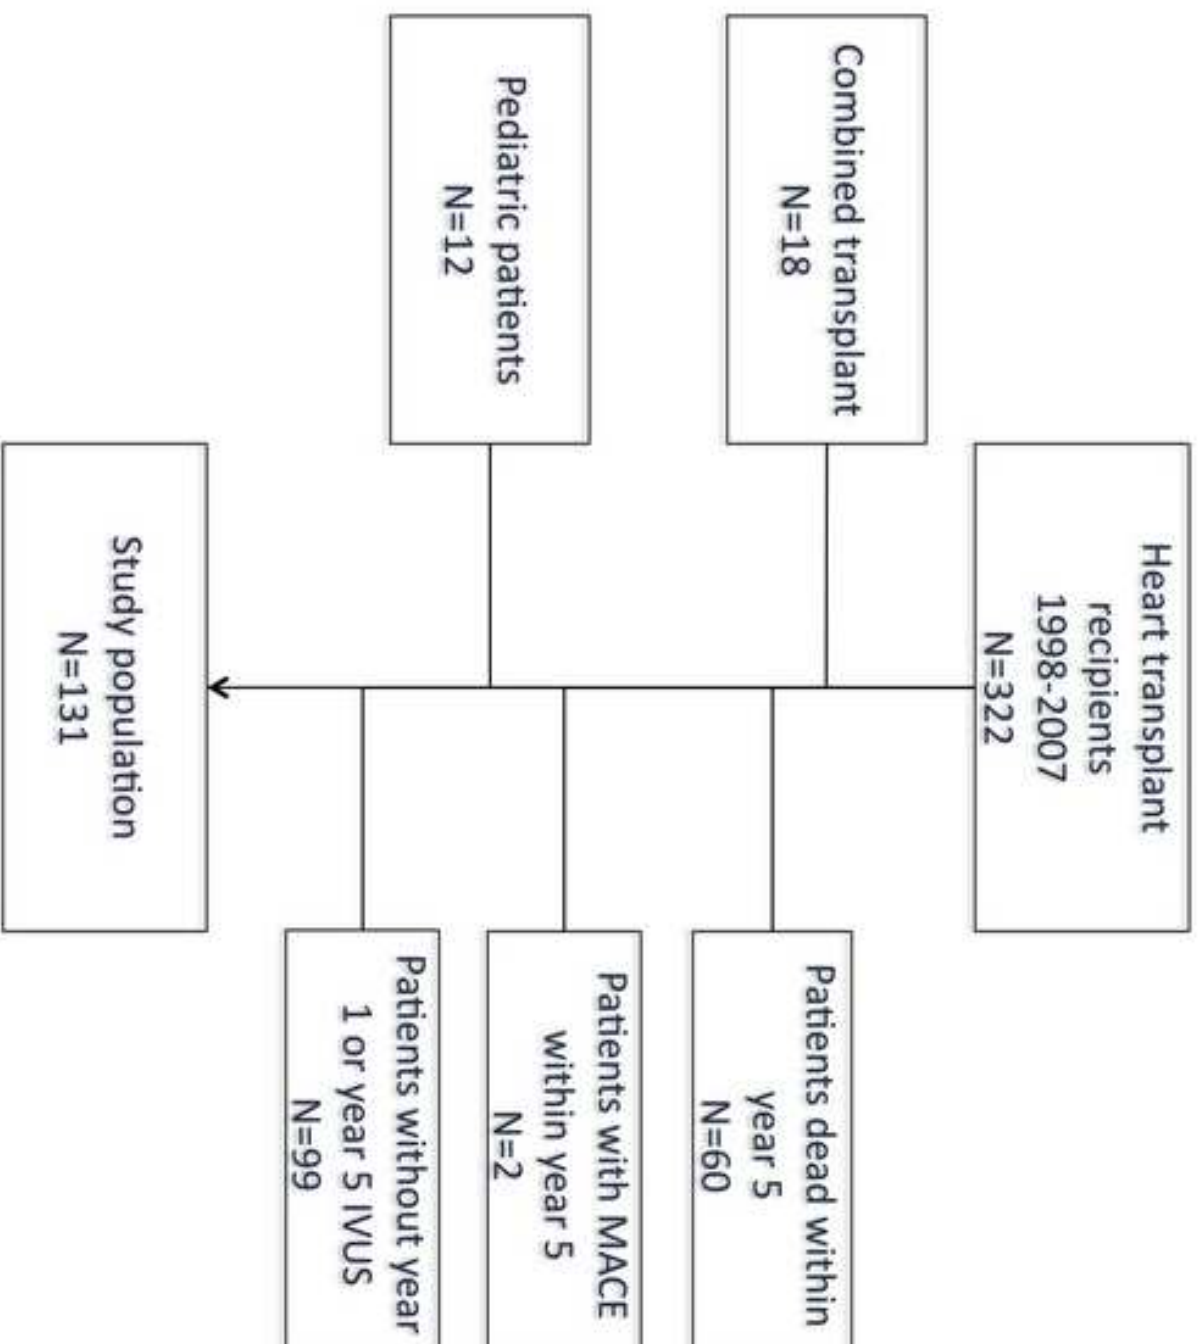 Heart transplant
recipients
1998-2007
N=322
Combined transplant
N=18
Patients dead within
year 5
N=60
Pediatric patients
N=12
Patients with MACE
within year 5
N=2
Patients without year
1 or year 5 IVUS
N=99
Study population
N=131